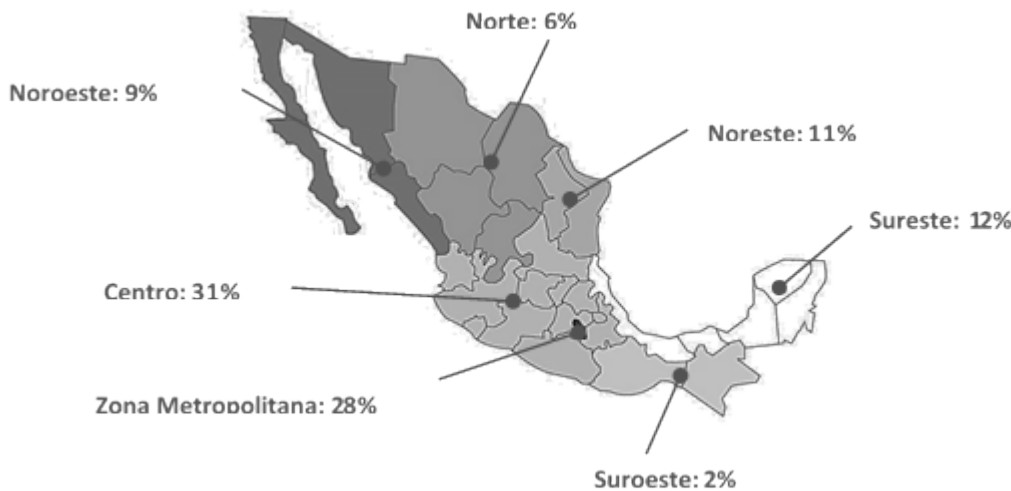 Norte: 6%
Noroeste: 9%
Noreste: 11%
Sureste: 12%
Centro: 31%
Zona Metropolitana: 28%
Suroeste: 2%